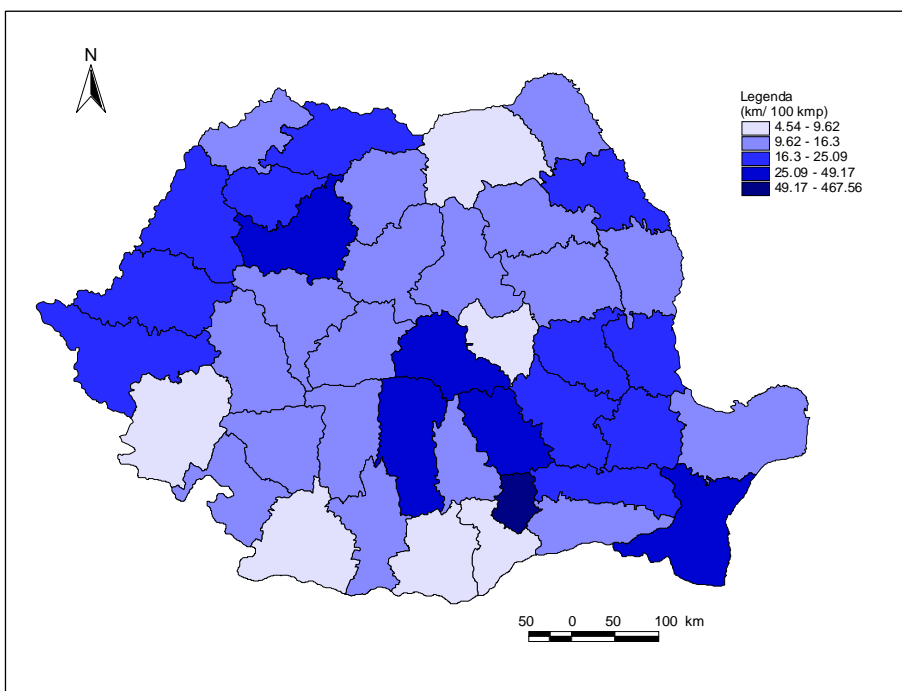 N
Legenda
(km/ 100 kmp)
4.54 - 9.62
9.62 - 16.3
16.3 - 25.09
25.09 - 49.17
49.17 - 467.56
50 0 50 100 km